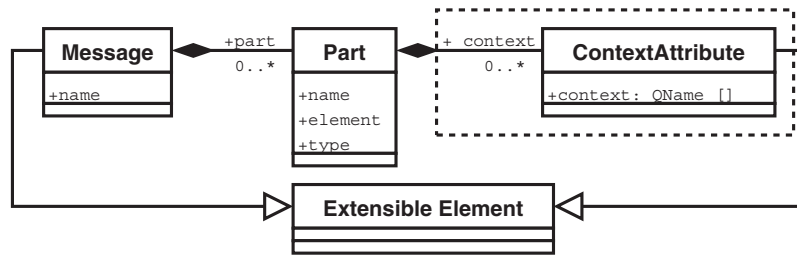 Message
+name
+part
0..*
Part
+name
+element
+type
+ context
0..*
ContextAttribute
+context: QName []
Extensible Element